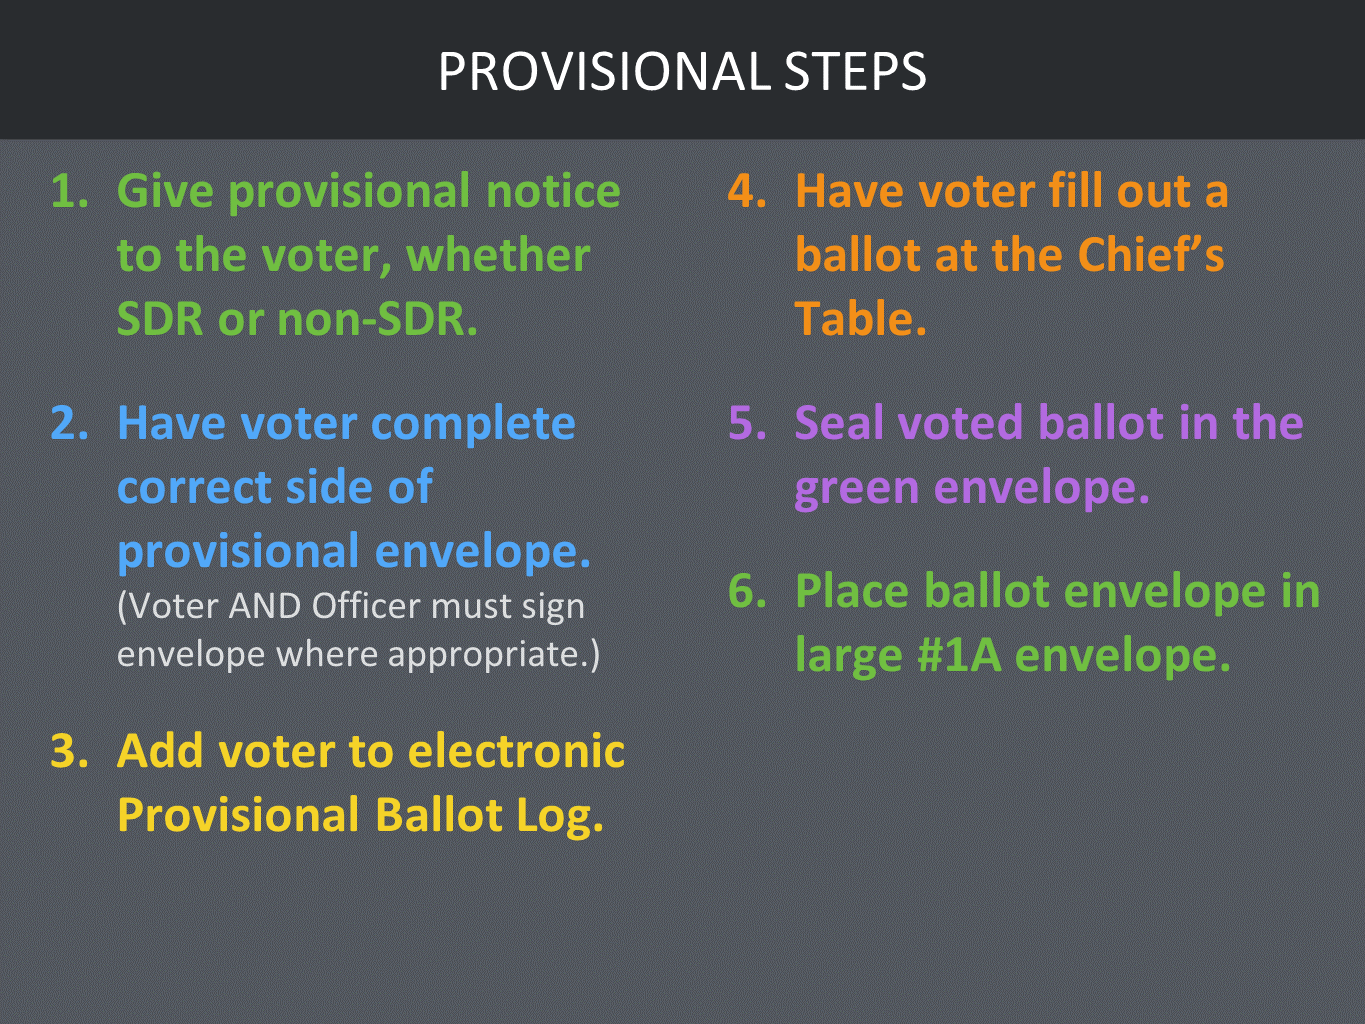 PROVISIONAL STEPS
1. Give provisional notice
to the voter, whether
SDR or non-SDR.
2. Have voter complete
correct side of
provisional envelope.
(Voter AND Officer must sign
envelope where appropriate.)
3. Add voter to electronic
Provisional Ballot Log.
4. Have voter fill out a
ballot at the Chief’s
Table.
5. Seal voted ballot in the
green envelope.
6. Place ballot envelope in
large #1A envelope.